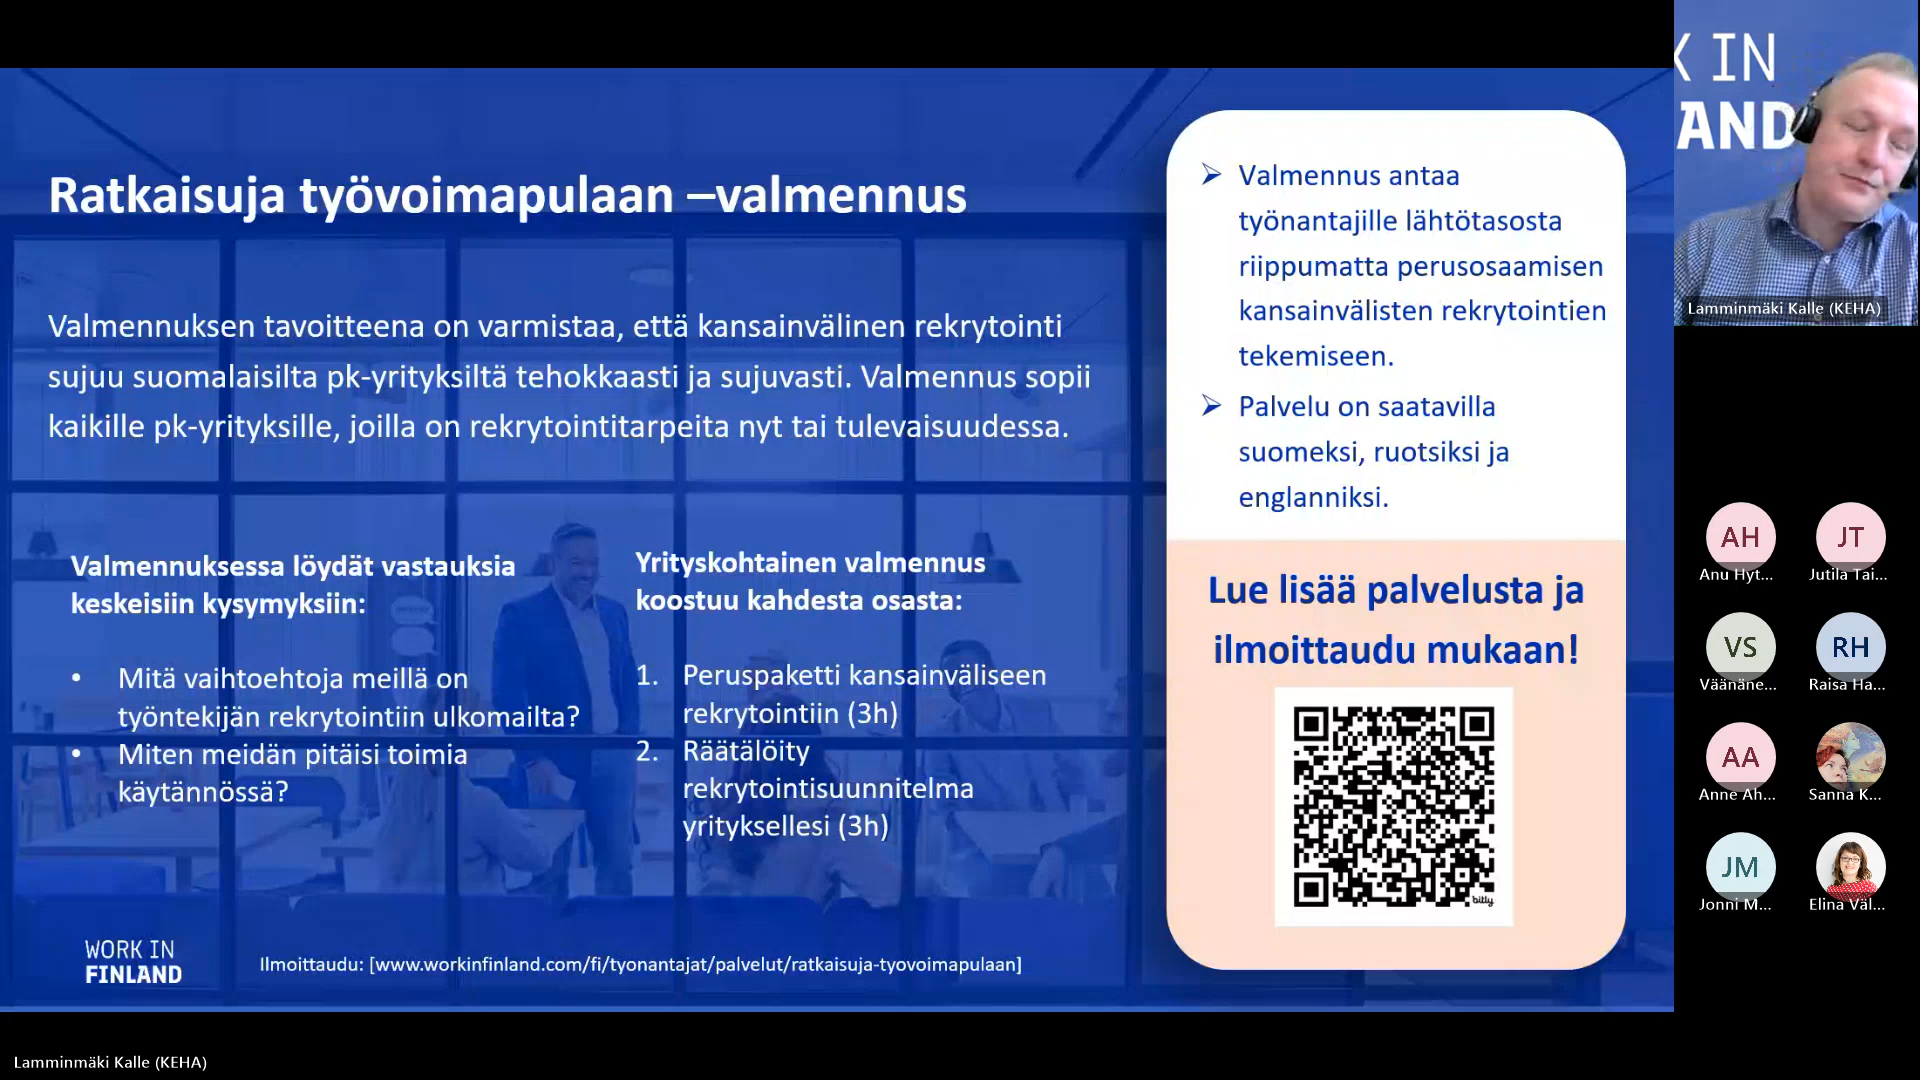 Ratkaisuja työvoimapulaan –valmennus
Valmennuksen tavoitteena on varmistaa, että kansainvälinen rekrytointi
sujuu suomalaisilta pk-yrityksiltä tehokkaasti ja sujuvasti. Valmennus sopii
kaikille pk-yrityksille, joilla on rekrytointitarpeita nyt tai tulevaisuudessa.
Valmennuksessa löydät vastauksia
keskeisiin kysymyksiin:
• Mitä vaihtoehtoja meillä on
työntekijän rekrytointiin ulkomailta?
• Miten meidän pitäisi toimia
käytännössä?
Yrityskohtainen valmennus
koostuu kahdesta osasta:
1. Peruspaketti kansainväliseen
rekrytointiin (3h)
2. Räätälöity
rekrytointisuunnitelma
yrityksellesi (3h)
WORK IN
FINLAND
Ilmoittaudu: [www.workinfinland.com/fi/tyonantajat/palvelut/ratkaisuja-tyovoimapulaan]
➢ Valmennus antaa
työnantajille lähtötasosta
riippumatta perusosaamisen
kansainvälisten rekrytointien
tekemiseen.
➢ Palvelu on saatavilla
suomeksi, ruotsiksi ja
englanniksi.
Lue lisää palvelusta ja
ilmoittaudu mukaan!
bitly
K IN
AND
Lamminmäki Kalle (KEHA)
AH
Anu Hyt...
JT
Jutila Tai...
VS
Väänäne...
RH
Raisa Ha...
AA
Anne Ah...
Sanna K...
JM
Jonni M...
Elina Väl...
Lamminmäki Kalle (KEHA)